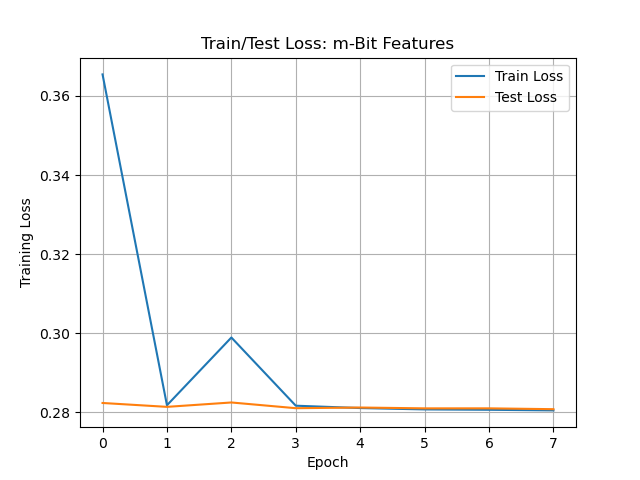 Train/Test Loss: m-Bit Features
Train Loss
Test Loss
Training Loss
0.36
0.34
0.32
0.30
0.28
0 1 2 3 4 5 6 7
Epoch